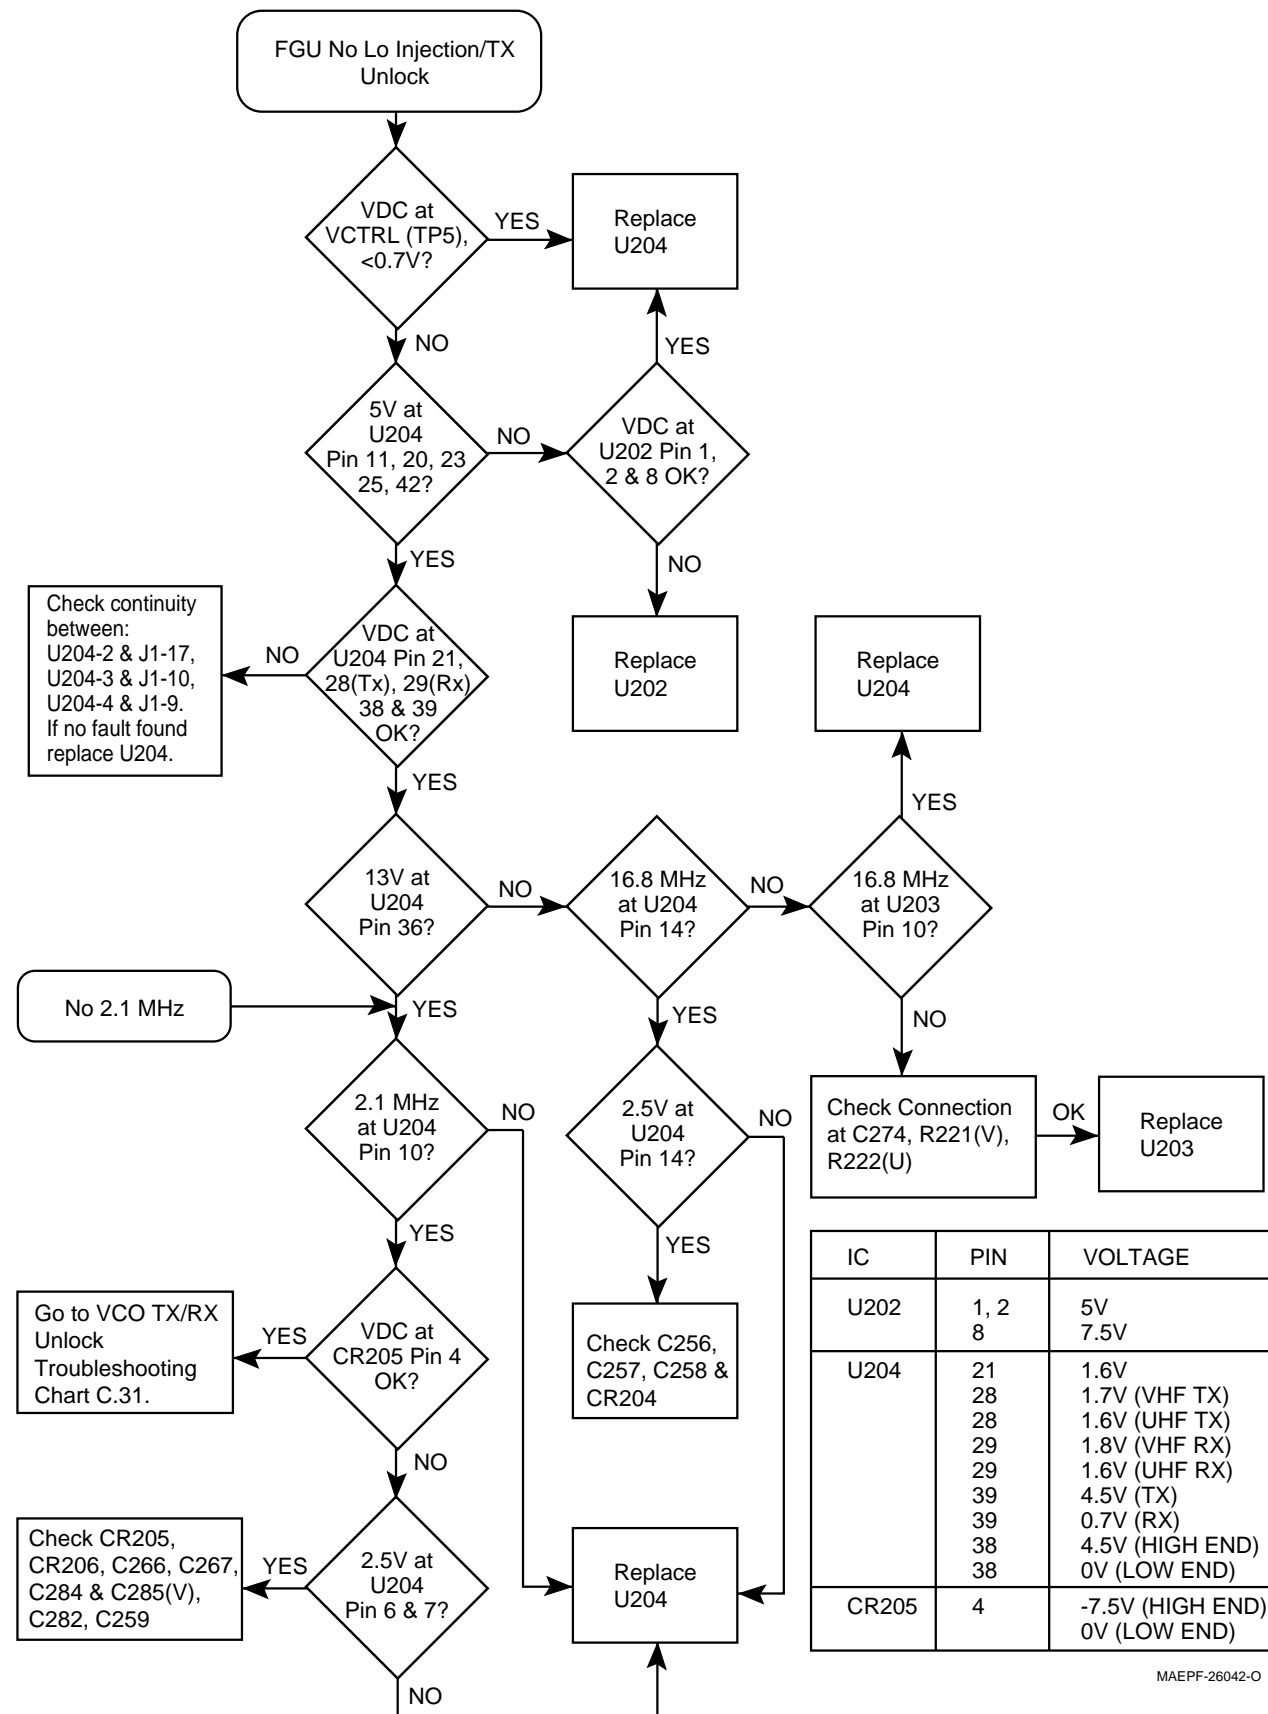 FGU No Lo Injection/TX
Unlock
VDC at
VCTRL (TP5),
<0.7V?
YES
Replace
U204
NO
YES
5V at
U204
Pin 11, 20, 23
25, 42?
NO
VDC at
U202 Pin 1,
2 & 8 OK?
YES
NO
Check continuity
between:
U204-2 & J1-17,
U204-3 & J1-10,
U204-4 & J1-9.
If no fault found
replace U204.
NO
VDC at
U204 Pin 21,
28(Tx), 29(Rx)
38 & 39
OK?
Replace
U202
Replace
U204
YES
YES
13V at
U204
Pin 36?
NO
16.8 MHz
at U204
Pin 14?
NO
16.8 MHz
at U203
Pin 10?
No 2.1 MHz
YES
YES
NO
2.1 MHz
at U204
Pin 10?
NO
2.5V at
U204
Pin 14?
NO
Check Connection
at C274, R221(V),
R222(U)
OK
Replace
U203
YES
YES
Go to VCO TX/RX
Unlock
Troubleshooting
Chart C.31.
YES
VDC at
CR205 Pin 4
OK?
Check C256,
C257, C258 &
CR204
NO
Check CR205,
CR206, C266, C267,
C284 & C285(V),
C282, C259
YES
2.5V at
U204
Pin 6 & 7?
Replace
U204
NO
IC PIN VOLTAGE
U202 1, 2 5V
8 7.5V
U204 21 1.6V
28 1.7V (VHF TX)
28 1.6V (UHF TX)
29 1.8V (VHF RX)
29 1.6V (UHF RX)
39 4.5V (TX)
39 0.7V (RX)
38 4.5V (HIGH END)
38 0V (LOW END)
CR205 4 -7.5V (HIGH END)
0V (LOW END)
MAEPF-26042-O